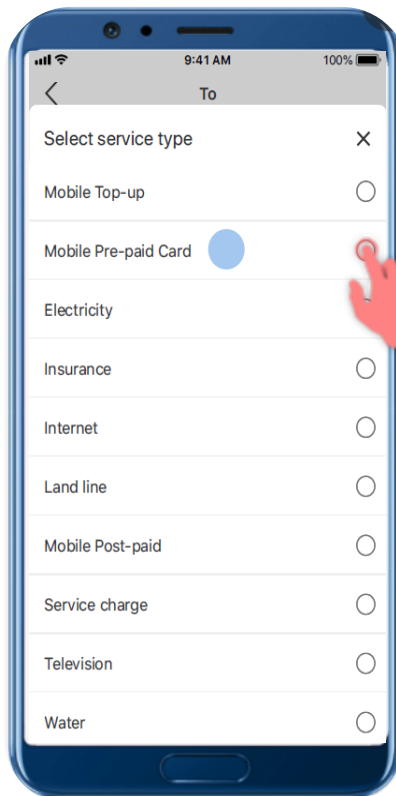 9:41 AM
100%
To
Select service type
Mobile Top-up
Mobile Pre-paid Card
Electricity
Insurance
Internet
Land line
Mobile Post-paid
Service charge
Television
Water